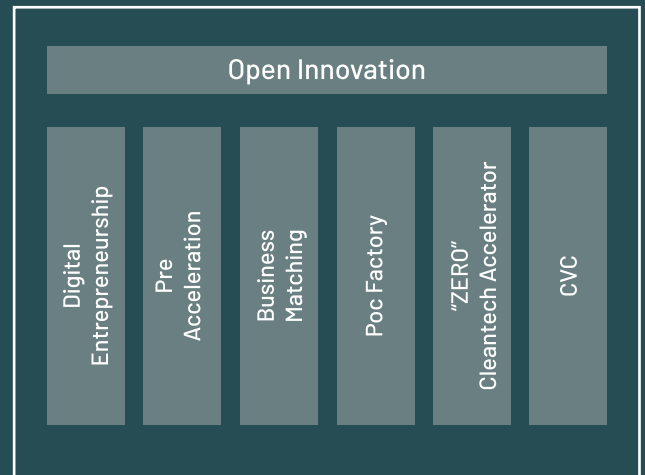 Open Innovation
Digital
Entrepreneurship
Pre
Acceleration
Business
Matching
Poc Factory
“ZERO”
Cleantech Accelerator
CVC